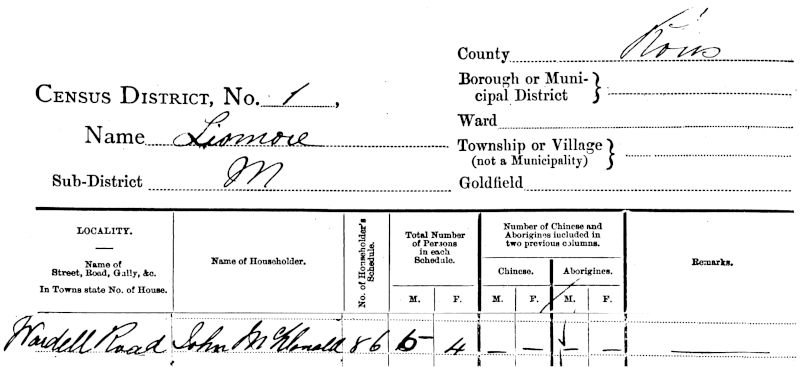 County Rous
Borough or Muni-
cipal District }
CENSUS DISTRICT, No. 1,
Ward
Name Lismore
Township or Village
(not a Municipality) }
Sub-District M
Goldfield
LOCALITY.
Name of
Street, Road, Gully, &c.
In Towns state No. of House.
Name of Householder.
No. of Householder's
Schedule.
Total Number
of Persons
in each
Schedule.
M. F.
Number of Chinese and
Aborigines included in
two previous columns.
Chinese. Aborigines.
M. F. M. F.
Remarks.
Wardell Road John McDonald 86 5 4 – – – –